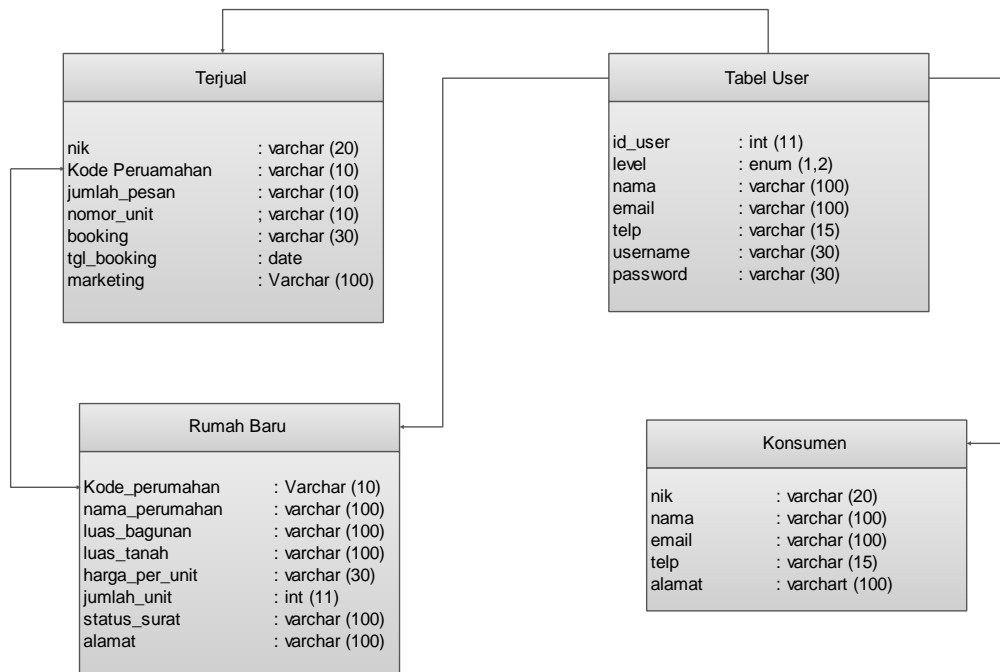 Terjual
nik : varchar (20)
Kode Peruamahan : varchar (10)
jumlah_pesan : varchar (10)
nomor_unit ; varchar (10)
booking : varchar (30)
tgl_booking : date
marketing : Varchar (100)
Tabel User
id_user : int (11)
level : enum (1,2)
nama : varchar (100)
email : varchar (100)
telp : varchar (15)
username : varchar (30)
password : varchar (30)
Rumah Baru
Kode_perumahan : Varchar (10)
nama_perumahan : varchar (100)
luas_bagunan : varchar (100)
luas_tanah : varchar (100)
harga_per_unit : varchar (30)
jumlah_unit : int (11)
status_surat : varchar (100)
alamat : varchar (100)
Konsumen
nik : varchar (20)
nama : varchar (100)
email : varchar (100)
telp : varchar (15)
alamat : varchart (100)